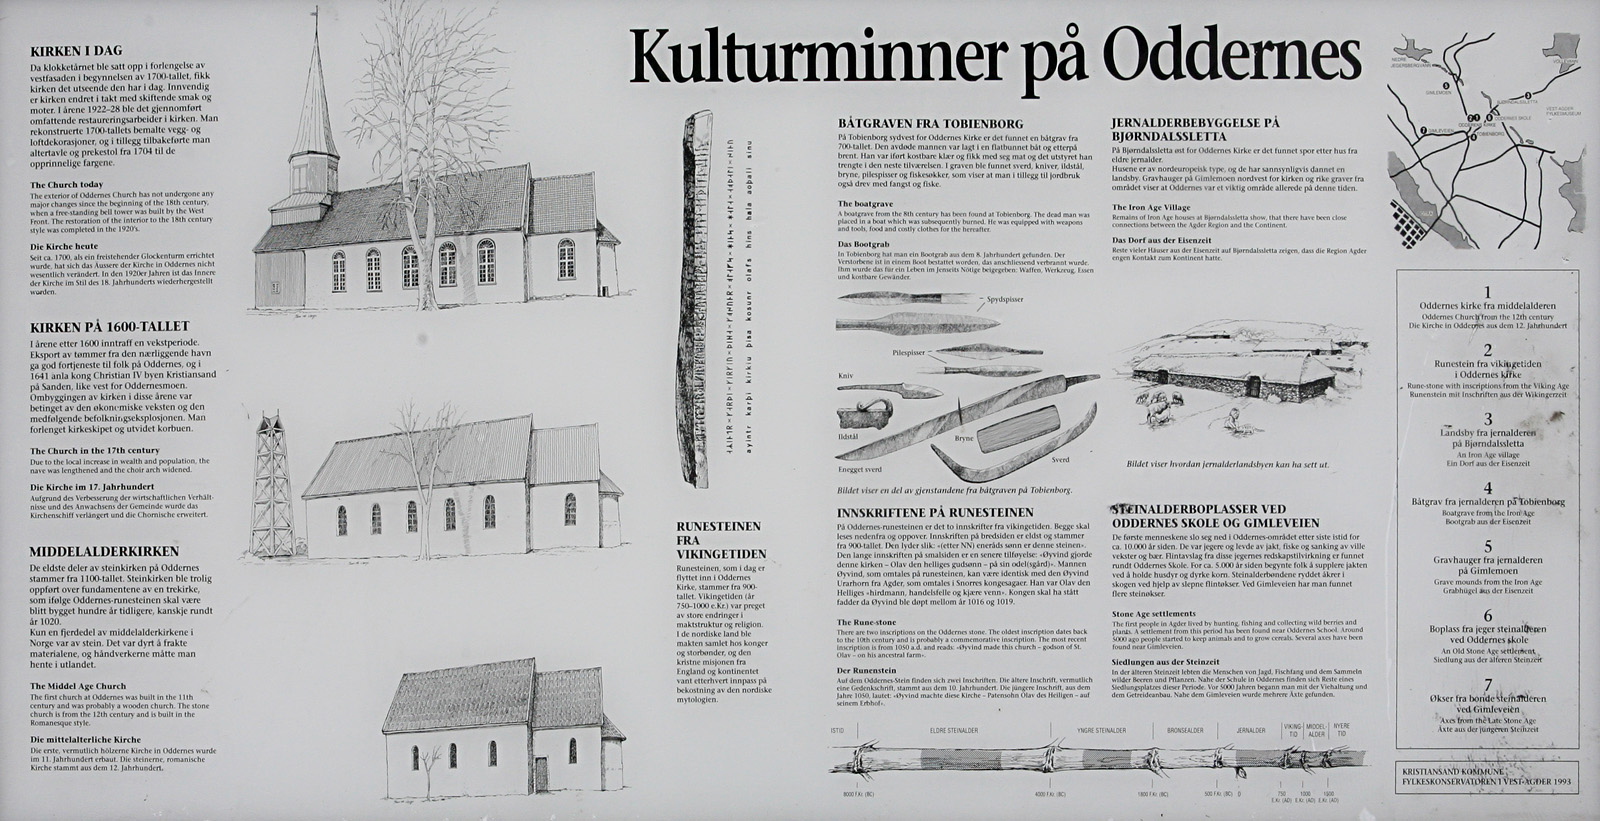 Kulturminner på Oddernes
KIRKEN I DAG
Da klokketårnet ble satt opp i forlengelse av
vestfasaden i begynnelsen av 1700-tallet, fikk
kirken det utseende den har i dag. Innvendig
er kirken endret i takt med skiftende smak og
moter. I årene 1922-28 ble det gjennomført
omfattende restaureringsarbeider i kirken. Man
rekonstruerte 1700-tallets bemalte vegg- og
loftdekorasjoner, og i tillegg tilbakeførte man
altertavle og prekestol fra 1704 til de
opprinnelige fargene.
The Church today
The exterior of Oddernes Church has not undergone any
major changes since the beginning of the 18th century,
when a free-standing bell tower was built by the West
Front. The restoration of the interior to the 18th century
style was completed in the 1920's.
Die Kirche heute
Seit ca. 1700, als ein freistehender Glockenturm errichtet
wurde, hat sich das Äussere der Kirche in Oddernes nicht
wesentlich verändert. In den 1920er Jahren ist das Innere
der Kirche im Stil des 18. Jahrhunderts wiederhergestellt
worden.
KIRKEN PÅ 1600-TALLET
I årene etter 1600 inntraff en vekstperiode.
Eksport av tømmer fra den nærliggende havn
ga god fortjeneste til folk på Oddernes, og i
1641 anla kong Christian IV byen Kristiansand
på Sanden, like vest for Oddernesmoen.
Ombyggingen av kirken i disse årene var
betinget av den økonomiske veksten og den
medfølgende befolkningseksplosjonen. Man
forlenget kirkeskipet og utvidet korbuen.
The Church in the 17th century
Due to the local increase in wealth and population, the
nave was lengthened and the choir arch widened.
Die Kirche im 17. Jahrhundert
Aufgrund des Verbesserung der wirtschaftlichen Verhält-
nisse und des Anwachsens der Gemeinde wurde das
Kirchenschiff verlängert und die Chornische erweitert.
MIDDELALDERKIRKEN
De eldste deler av steinkirken på Oddernes
stammer fra 1100-tallet. Steinkirken ble trolig
oppført over fundamentene av en trekirke,
som ifølge Oddernes-runesteinen skal være
blitt bygget hundre år tidligere, kanskje rundt
år 1020.
Kun en fjerdedel av middelalderkirkene i
Norge var av stein. Det var dyrt å frakte
materialene, og håndverkerne måtte man
hente i utlandet.
The Middel Age Church
The first church at Oddernes was built in the 11th
century and was probably a wooden church. The stone
church is from the 12th century and is built in the
Romanesque style.
Die mittelalterliche Kirche
Die erste, vermutlich hölzerne Kirche in Oddernes wurde
im 11. Jahrhundert erbaut. Die steinerne, romanische
Kirche stammt aus dem 12. Jahrhundert.
ayintr karþi kirkiu þisa kosunr olafs hins hala aoþali sinu
RUNESTEINEN
FRA
VIKINGETIDEN
Runesteinen, som i dag er
flyttet inn i Oddernes
Kirke, stammer fra 900-
tallet. Vikingetiden (år
750-1000 e.Kr.) var preget
av store endringer i
maktstruktur og religion.
I de nordiske land ble
makten samlet hos konger
og storbønder, og den
kristne misjonen fra
England og kontinentet
vant etterhvert innpass på
bekostning av den nordiske
mytologien.
BÅTGRAVEN FRA TOBIENBORG
På Tobienborg sydvest for Oddernes Kirke er det funnet en båtgrav fra
700-tallet. Den avdøde mannen var lagt i en flatbunnet båt og etterpå
brent. Han var iført kostbare klær og fikk med seg mat og det utstyret han
trengte i den neste tilværelsen. I graven ble funnet sverd, kniver, ildstål,
bryne, pilespisser og fiskesøkker, som viser at man i tillegg til jordbruk
også drev med fangst og fiske.
The boatgrave
A boatgrave from the 8th century has been found at Tobienborg. The dead man was
placed in a boat which was subsequently burned. He was equipped with weapons
and tools, food and costly clothes for the hereafter.
Das Bootgrab
In Tobienborg hat man ein Bootgrab aus dem 8. Jahrhundert gefunden. Der
Verstorbene ist in einem Boot bestattet worden, das anschliessend verbrannt wurde.
Ihm wurde das für ein Leben im Jenseits Nötige beigegeben: Waffen, Werkzeug, Essen
und kostbare Gewänder.
Spydspisser
Pilespisser
Kniv
Ildstål
Bryne
Sverd
Enegget sverd
Bildet viser en del av gjenstandene fra båtgraven på Tobienborg.
INNSKRIFTENE PÅ RUNESTEINEN
På Oddernes-runesteinen er det to innskrifter fra vikingetiden. Begge skal
leses nedenfra og oppover. Innskriften på bredsiden er eldst og stammer
fra 900-tallet. Den lyder slik: «(etter NN) eneråds sønn er denne steinen».
Den lange innskriften på smalsiden er en senere tilføyelse: «Øyvind gjorde
denne kirken – Olav den helliges gudsønn – på sin odel(sgård)». Mannen
Øyvind, som omtales på runesteinen, kan være identisk med den Øyvind
Urarhorn fra Agder, som omtales i Snorres kongesagaer. Han var Olav den
Helliges «hirdmann, handelsfelle og kjære venn». Kongen skal ha stått
fadder da Øyvind ble døpt mellom år 1016 og 1019.
The Rune-stone
There are two inscriptions on the Oddernes stone. The oldest inscription dates back
to the 10th century and is probably a commemorative inscription. The most recent
inscription is from 1050 a.d. and reads: «Øyvind made this church – godson of St.
Olav – on his ancestral farm».
Der Runenstein
Auf dem Oddernes-Stein finden sich zwei Inschriften. Die ältere Inschrift, vermutlich
eine Gedenkschrift, stammt aus dem 10. Jahrhundert. Die jüngere Inschrift, aus dem
Jahre 1050, lautet: «Øyvind machte diese Kirche – Patensohn Olav des Heiligen – auf
seinem Erbhof».
JERNALDERBEBYGGELSE PÅ
BJØRNDALSSLETTA
På Bjørndalssletta øst for Oddernes Kirke er det funnet spor etter hus fra
eldre jernalder.
Husene er av nordeuropeisk type, og de har sannsynligvis dannet en
landsby. Gravhauger på Gimlemoen nordvest for kirken og rike graver fra
området viser at Oddernes var et viktig område allerede på denne tiden.
The Iron Age Village
Remains of Iron Age houses at Bjørndalssletta show, that there have been close
connections between the Agder Region and the Continent.
Das Dorf aus der Eisenzeit
Reste vieler Häuser aus der Eisenzeit auf Bjørndalssletta zeigen, dass die Region Agder
engen Kontakt zum Kontinent hatte.
Bildet viser hvordan jernalderlandsbyen kan ha sett ut.
STEINALDERBOPLASSER VED
ODDERNES SKOLE OG GIMLEVEIEN
De første menneskene slo seg ned i Oddernes-området etter siste istid for
ca. 10.000 år siden. De var jegere og levde av jakt, fiske og sanking av ville
vekster og bær. Flintavslag fra disse jegernes redskapstilvirkning er funnet
rundt Oddernes Skole. For ca. 5.000 år siden begynte folk å supplere jakten
ved å holde husdyr og dyrke korn. Steinalderbøndene ryddet åkrer i
skogen ved hjelp av slepne flintøkser. Ved Gimleveien har man funnet
flere steinøkser.
Stone Age settlements
The first people in Agder lived by hunting, fishing and collecting wild berries and
plants. A settlement from this period has been found near Oddernes School. Around
5000 ago people started to keep animals and to grow cereals. Several axes have been
found near Gimleveien.
Siedlungen aus der Steinzeit
In der älteren Steinzeit lebten die Menschen von Jagd, Fischfang und dem Sammeln
wilder Beeren und Pflanzen. Nahe der Schule in Oddernes finden sich Reste eines
Siedlungsplatzes dieser Periode. Vor 5000 Jahren begann man mit der Viehaltung und
dem Getreideanbau. Nahe dem Gimleveien wurden mehrere Äxte gefunden.
ISTID
ELDRE STEINALDER
YNGRE STEINALDER
BRONSEALDER
JERNALDER
VIKING-
TID
MIDDEL-
ALDER
NYERE
TID
8000 F.Kr. (BC)
4000 F.Kr. (BC)
1800 F.Kr. (BC)
500 F.Kr. (BC)
0
750
E.Kr. (AD)
1000
E.Kr. (AD)
1500
E.Kr. (AD)
GIMLEMOEN
BJØRNDALSSLETTA
VEST-AGDER
FYLKESMUSEUM
ODDERNES SKOLE
GIMLEVEIEN
ODDERNES KIRKE
TOBIENBORG
1
Oddernes kirke fra middelalderen
Oddernes Church from the 12th century
Die Kirche in Oddernes aus dem 12. Jahrhundert
2
Runestein fra vikingetiden
i Oddernes kirke
Rune-stone with inscriptions from the Viking Age
Runenstein mit Inschriften aus der Wikingerzeit
3
Landsby fra jernalderen
på Bjørndalssletta
An Iron Age village
Ein Dorf aus der Eisenzeit
4
Båtgrav fra jernalderen på Tobienborg
Boatgrave from the Iron Age
Bootgrab aus der Eisenzeit
5
Gravhauger fra jernalderen
på Gimlemoen
Grave mounds from the Iron Age
Grabhügel aus der Eisenzeit
6
Boplass fra jeger steinalderen
ved Oddernes skole
An Old Stone Age settlement
Siedlung aus der älteren Steinzeit
7
Økser fra bonde steinalderen
ved Gimleveien
Axes from the Late Stone Age
Äxte aus der jüngeren Steinzeit
KRISTIANSAND KOMMUNE
FYLKESKONSERVATOREN I VEST-AGDER 1993